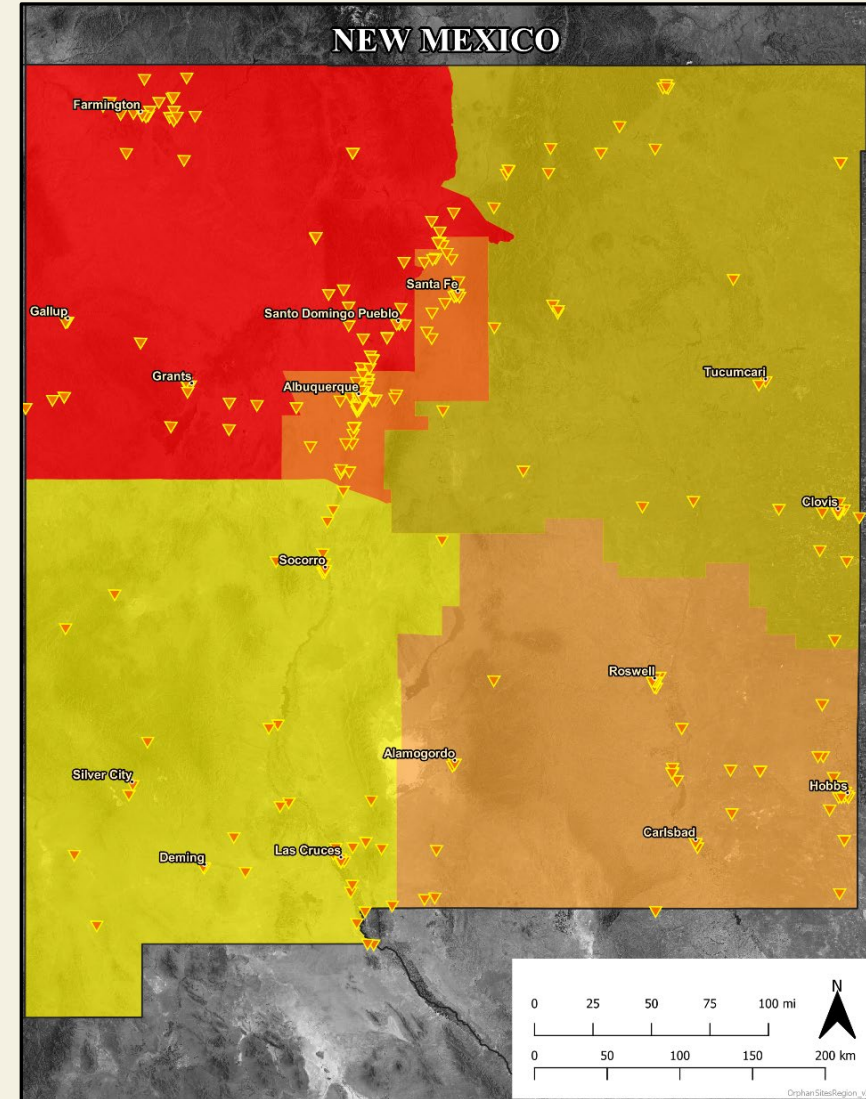 NEW MEXICO
Farmington
Santa Fe
Gallup
Santo Domingo Pueblo
Grants
Albuquerque
Tucumcari
Clovis
Socorro
Roswell
Alamogordo
Silver City
Hobbs
Carlsbad
Las Cruces
Deming
N
0 25 50 75 100 mi
0 50 100 150 200 km